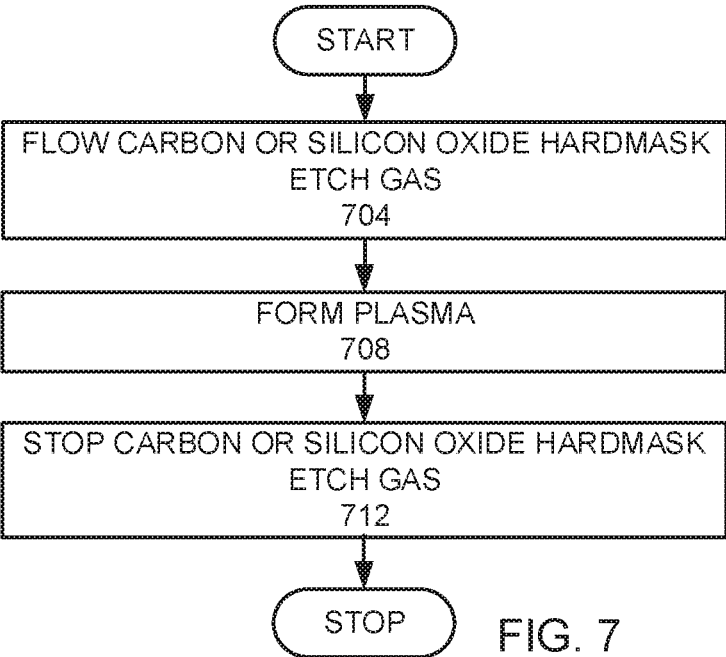 START
FLOW CARBON OR SILICON OXIDE HARDMASK
ETCH GAS
704
FORM PLASMA
708
STOP CARBON OR SILICON OXIDE HARDMASK
ETCH GAS
712
STOP
FIG. 7